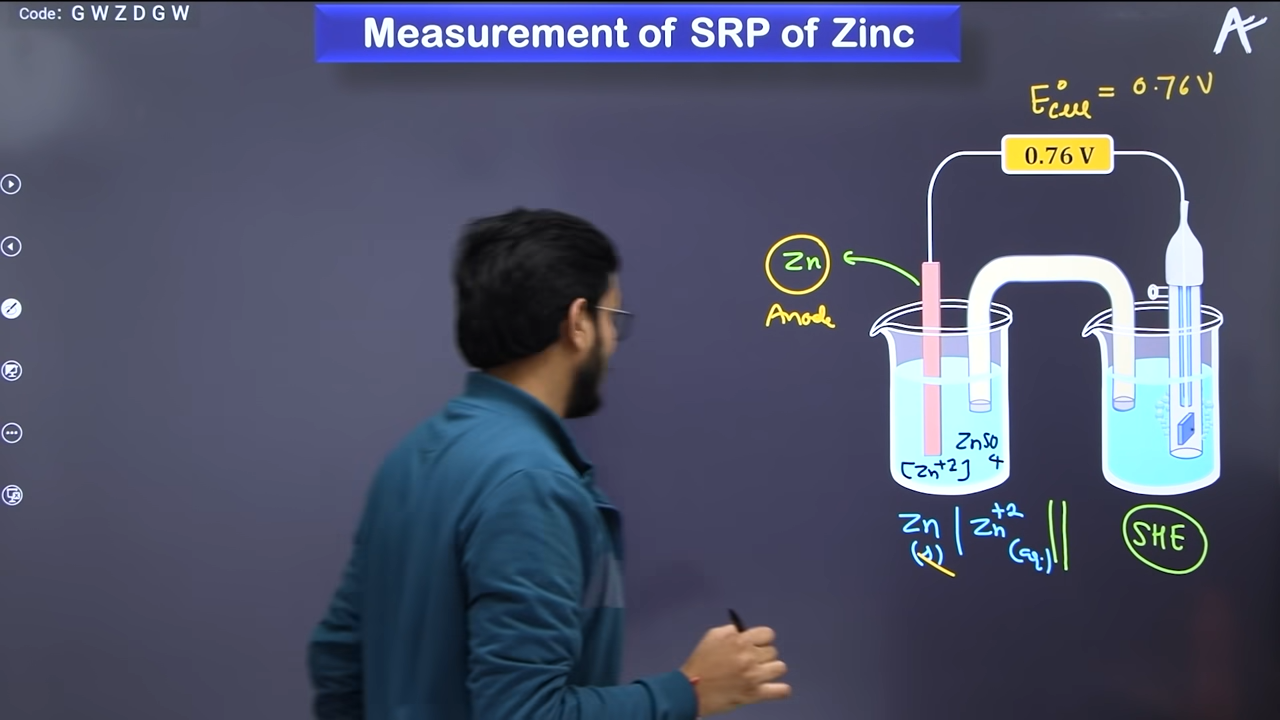 Code: G W Z D G W
Measurement of SRP of Zinc
E°cell = 0.76 V
0.76 V
Zn
Anode
ZnSO4
[Zn+2]
Zn(s) | Zn+2(aq.) || SHE